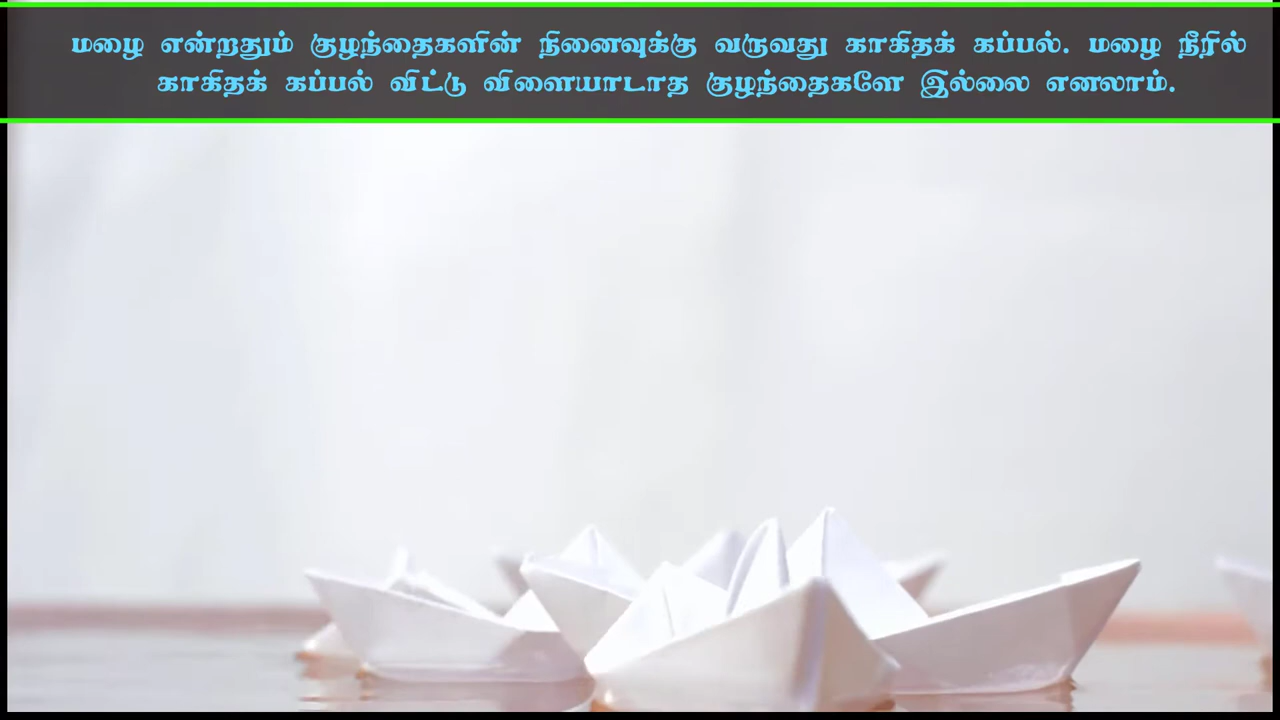 மழை என்றதும் குழந்தைகளின் நினைவுக்கு வருவது காகிதக் கப்பல். மழை நீரில்
காகிதக் கப்பல் விட்டு விளையாடாத குழந்தைகளே இல்லை எனலாம்.